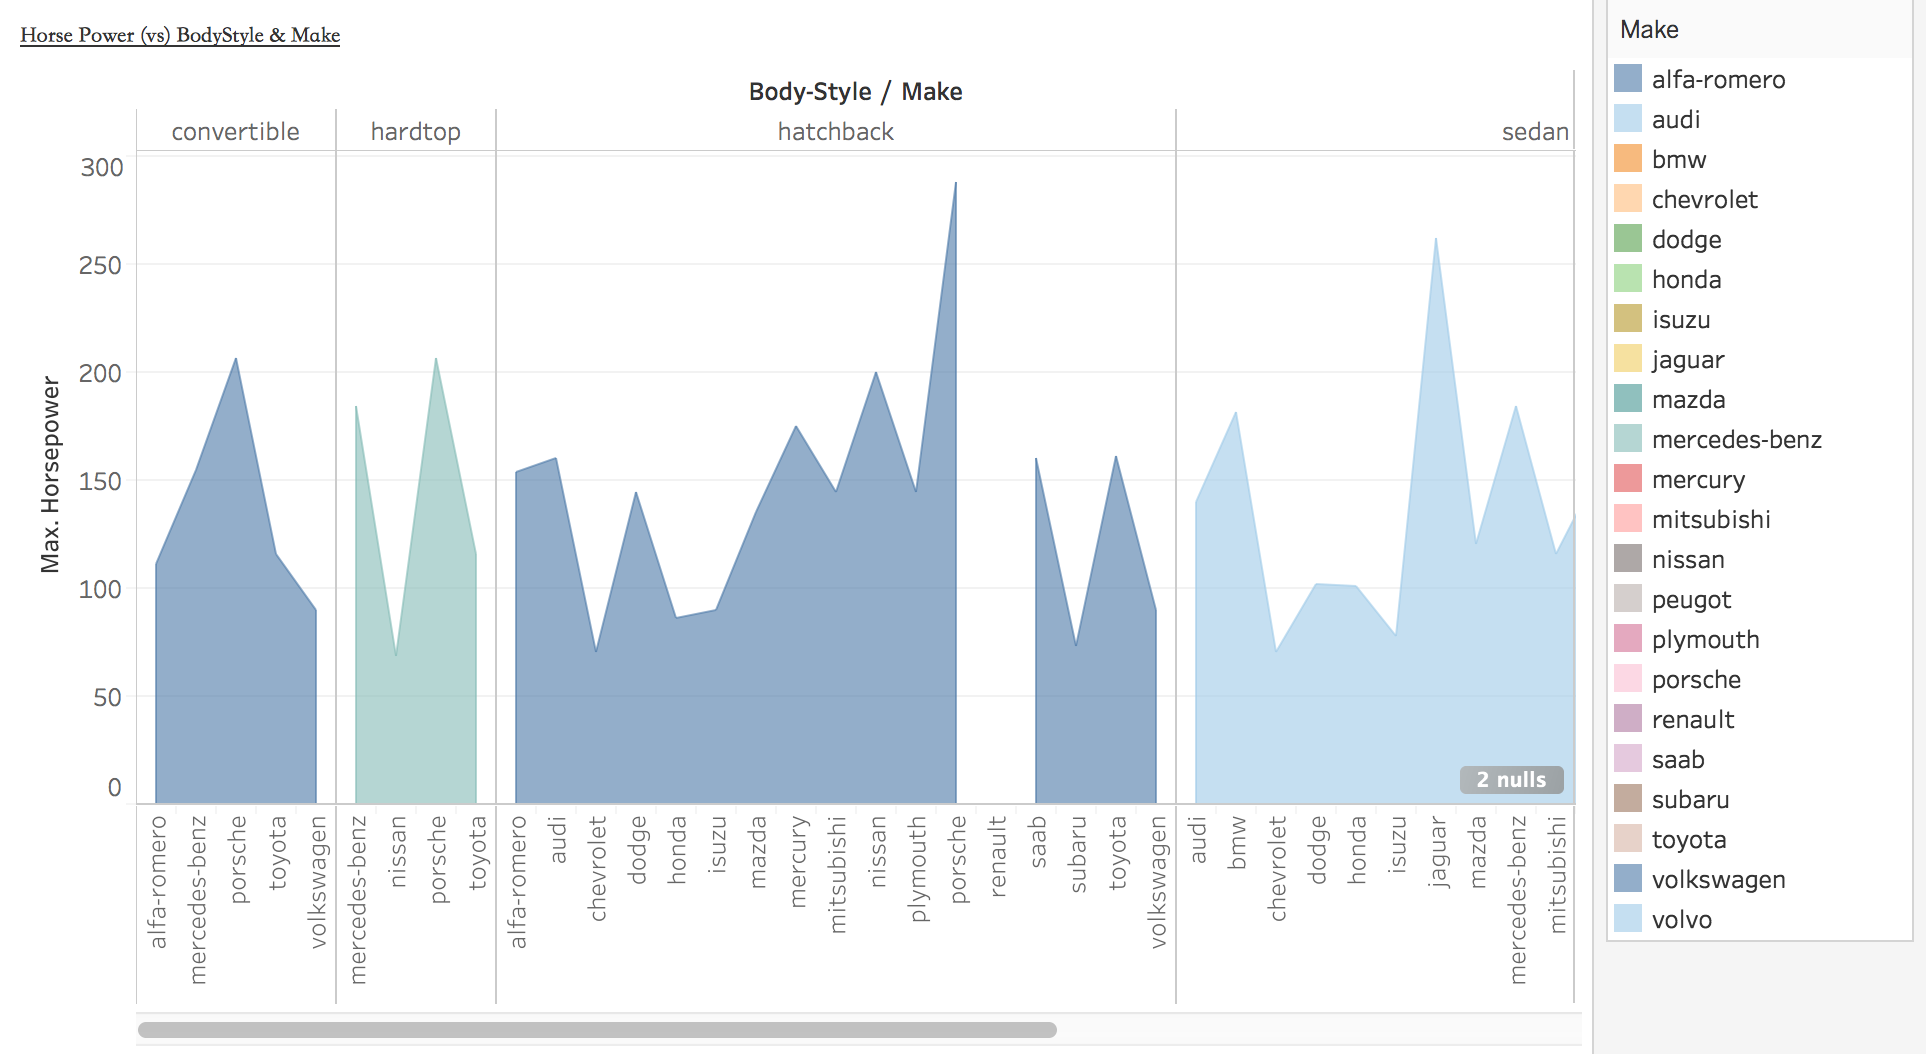 Horse Power (vs) BodyStyle & Make
Body-Style / Make
convertible hardtop hatchback sedan
Max. Horsepower
300
250
200
150
100
50
0
2 nulls
alfa-romero
mercedes-benz
porsche
toyota
volkswagen
mercedes-benz
nissan
porsche
toyota
alfa-romero
audi
chevrolet
dodge
honda
isuzu
mazda
mercury
mitsubishi
nissan
plymouth
porsche
renault
saab
subaru
toyota
volkswagen
audi
bmw
chevrolet
dodge
honda
isuzu
jaguar
mazda
mercedes-benz
mitsubishi
Make
alfa-romero
audi
bmw
chevrolet
dodge
honda
isuzu
jaguar
mazda
mercedes-benz
mercury
mitsubishi
nissan
peugot
plymouth
porsche
renault
saab
subaru
toyota
volkswagen
volvo